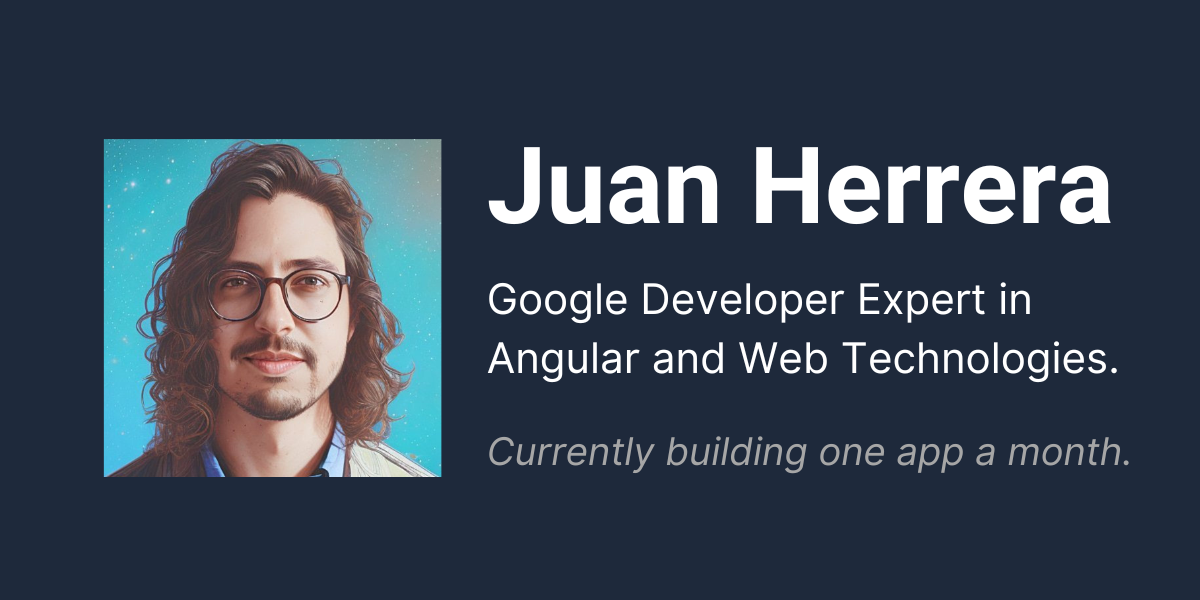 Juan Herrera
Google Developer Expert in
Angular and Web Technologies.
Currently building one app a month.